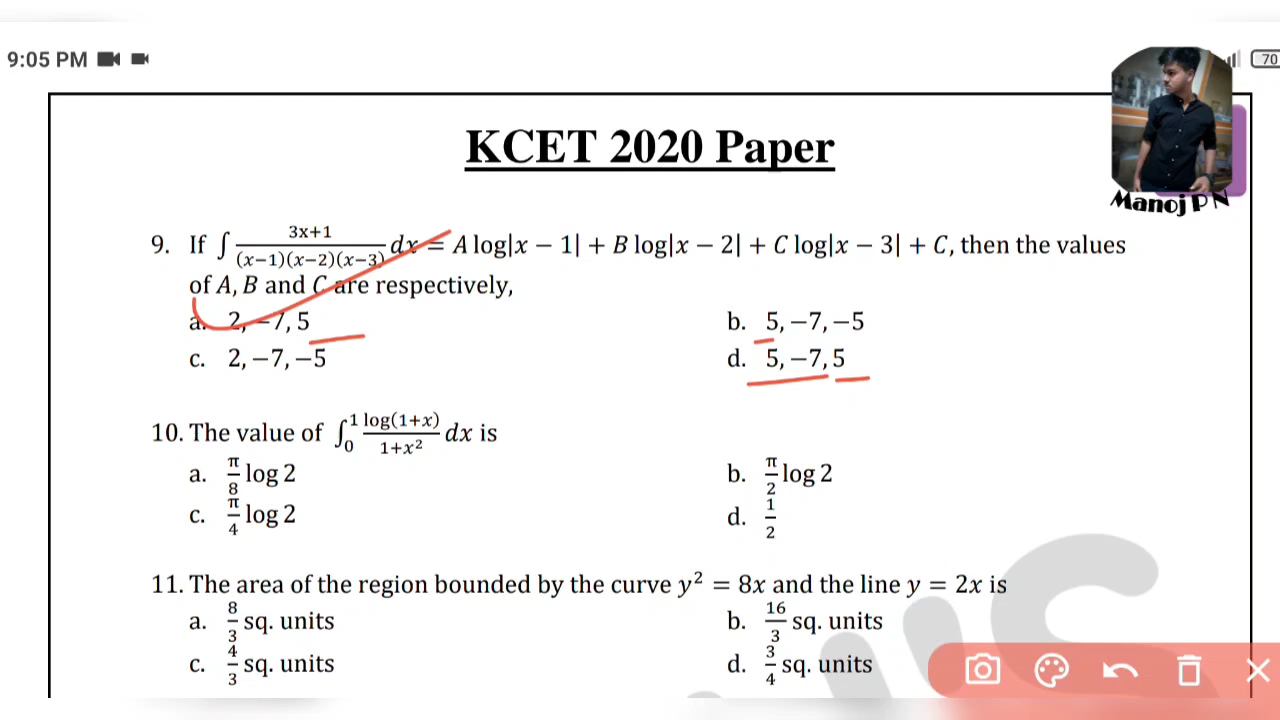 9:05 PM 70
Manoj PN
KCET 2020 Paper
9. If ∫ (3x+1)/((x−1)(x−2)(x−3)) dx = A log|x − 1| + B log|x − 2| + C log|x − 3| + C, then the values
of A, B and C are respectively,
a. 2, −7, 5 b. 5, −7, −5
c. 2, −7, −5 d. 5, −7, 5
10. The value of ∫₀¹ log(1+x)/(1+x²) dx is
a. π/8 log 2 b. π/2 log 2
c. π/4 log 2 d. 1/2
11. The area of the region bounded by the curve y² = 8x and the line y = 2x is
a. 8/3 sq. units b. 16/3 sq. units
c. 4/3 sq. units d. 3/4 sq. units